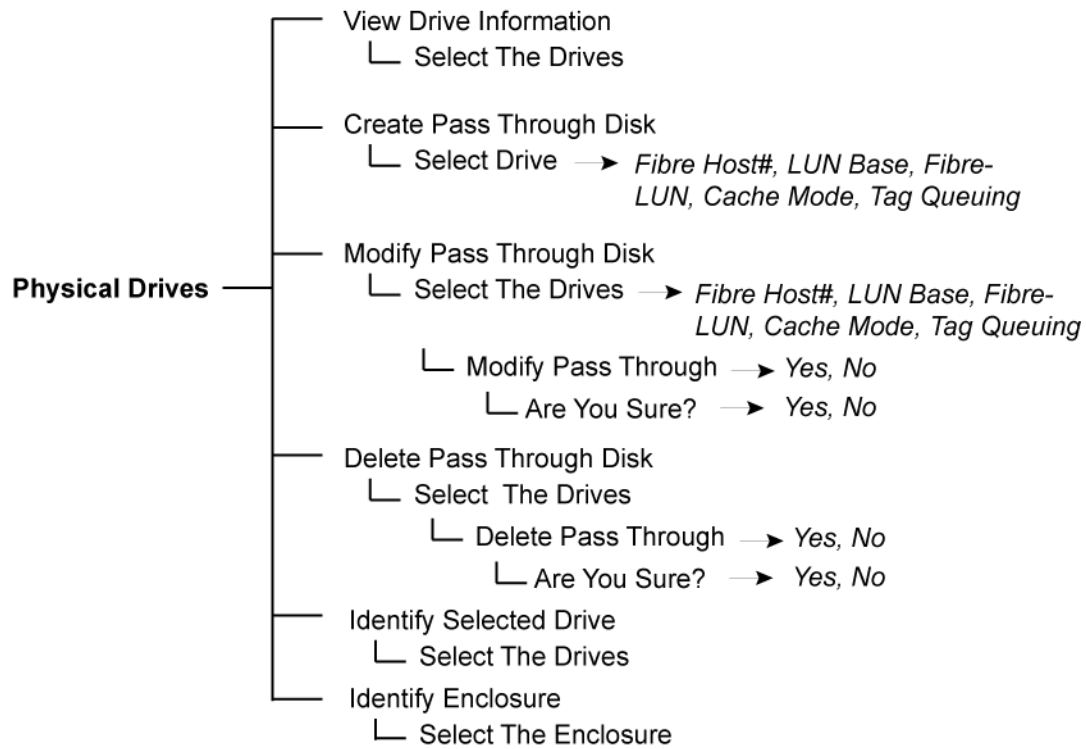 View Drive Information
Select The Drives
Create Pass Through Disk
Select Drive
Fibre Host#, LUN Base, Fibre-
LUN, Cache Mode, Tag Queuing
Modify Pass Through Disk
Physical Drives
Select The Drives
Fibre Host#, LUN Base, Fibre-
LUN, Cache Mode, Tag Queuing
Modify Pass Through
Yes, No
Are You Sure?
Yes, No
Delete Pass Through Disk
Select The Drives
Delete Pass Through
Yes, No
Are You Sure?
Yes, No
Identify Selected Drive
Select The Drives
Identify Enclosure
Select The Enclosure